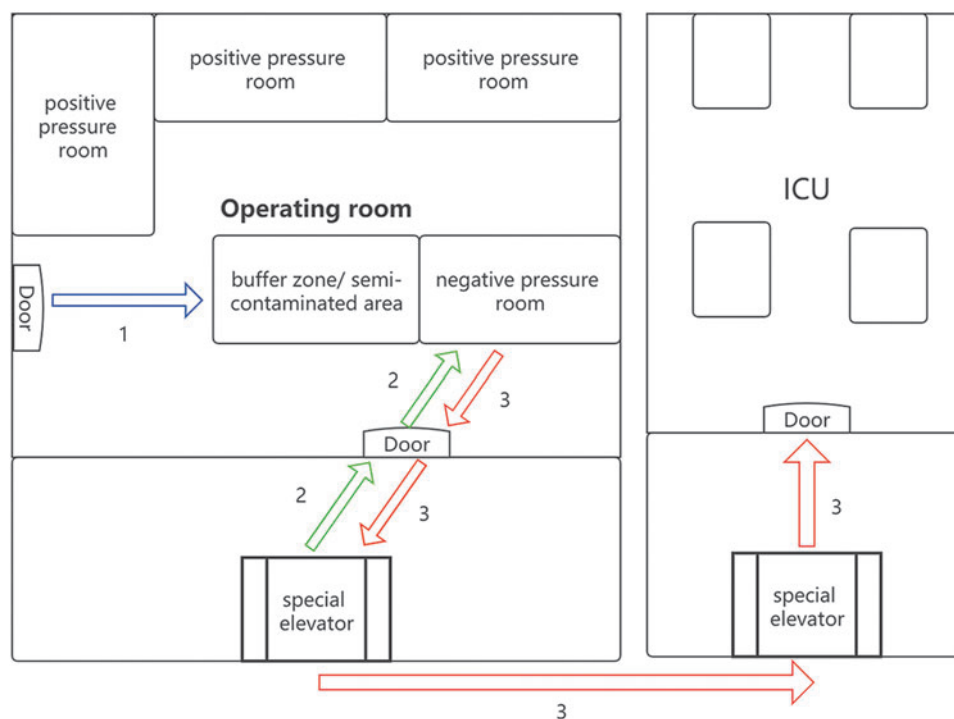 positive pressure
room
positive pressure
room
positive
pressure
room
ICU
Operating room
buffer zone/ semi-
contaminated area
negative pressure
room
Door
1
2
3
Door
Door
2
3
3
special
elevator
special
elevator
3